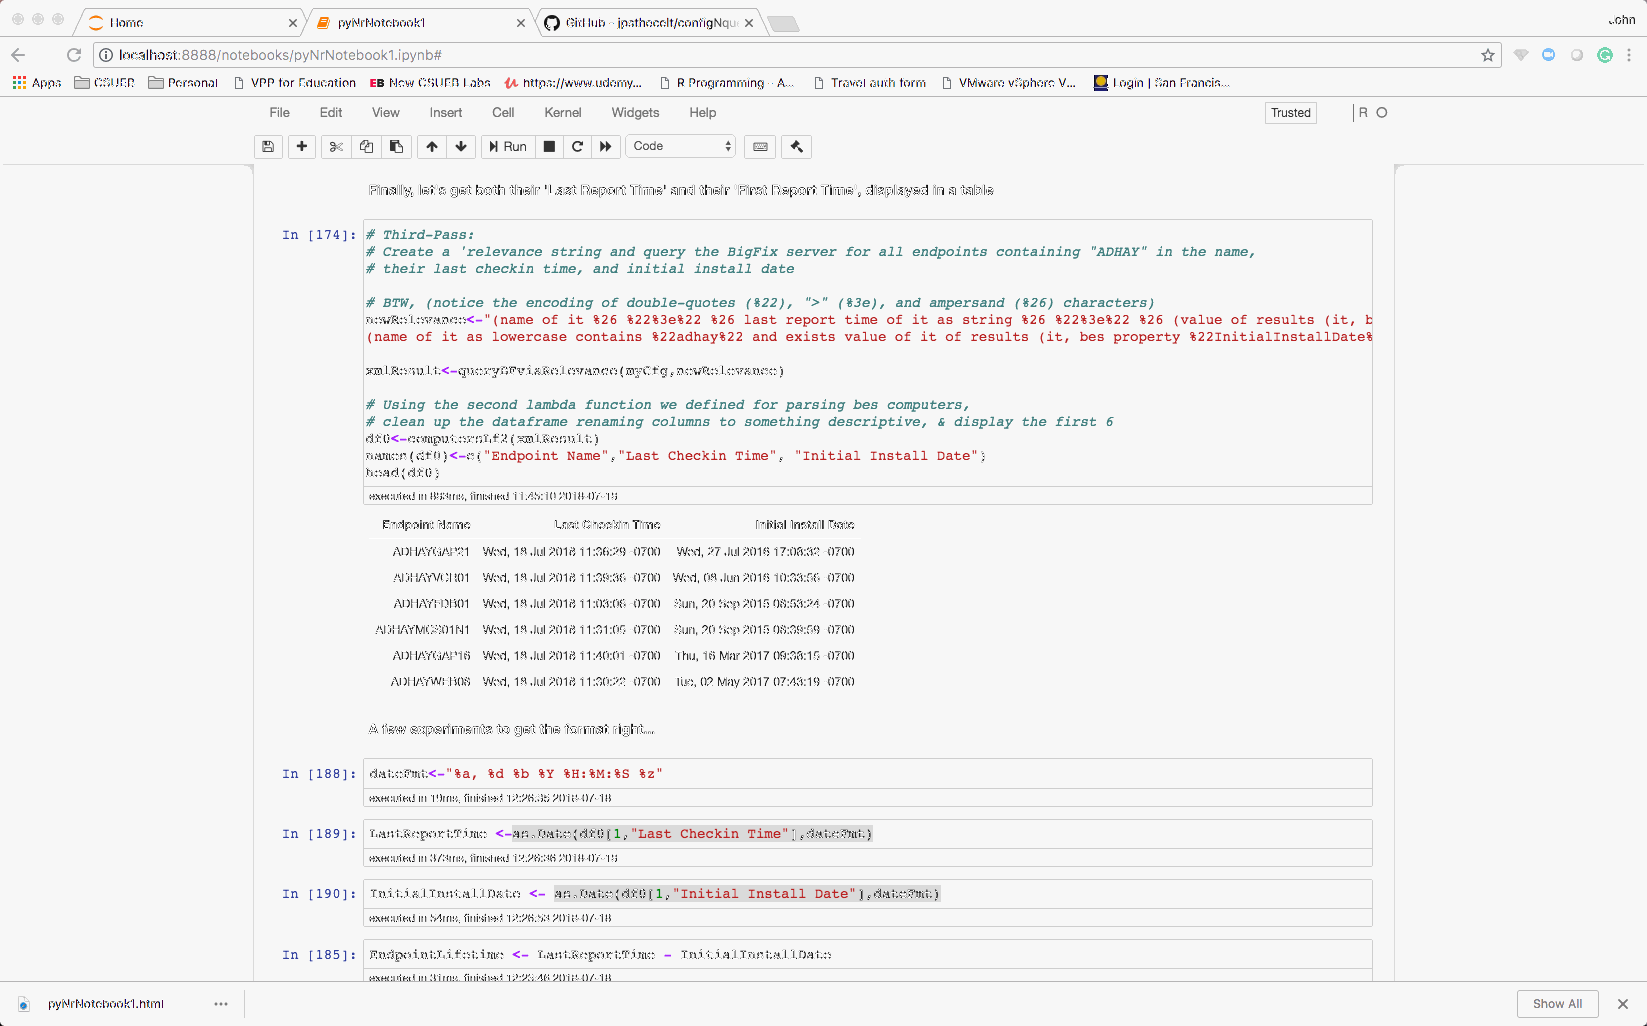 Home
pyNrNotebook1
GitHub - jpsthecelt/configNqu
John
localhost:8888/notebooks/pyNrNotebook1.ipynb#
Apps CSUEB Personal VPP for Education EB New CSUEB Labs https://www.udemy... R Programming - A... Travel auth form VMware vSphere V... Login | San Francis...
File Edit View Insert Cell Kernel Widgets Help Trusted R
Run Code
Finally, let's get both their 'Last Report Time' and their 'First Report Time', displayed in a table
In [174]:
# Third-Pass:
# Create a 'relevance string and query the BigFix server for all endpoints containing "ADHAY" in the name,
# their last checkin time, and initial install date
# BTW, (notice the encoding of double-quotes (%22), ">" (%3e), and ampersand (%26) characters)
newRelevance<-"(name of it %26 %22%3e%22 %26 last report time of it as string %26 %22%3e%22 %26 (value of results (it, b
(name of it as lowercase contains %22adhay%22 and exists value of it of results (it, bes property %22InitialInstallDate%
xmlResult<-queryBFviaRelevance(myCfg,newRelevance)
# Using the second lambda function we defined for parsing bes computers,
# clean up the dataframe renaming columns to something descriptive, & display the first 6
df0<-computersLf2(xmlResult)
names(df0)<-c("Endpoint Name","Last Checkin Time", "Initial Install Date")
head(df0)
executed in 893ms, finished 11:45:10 2018-07-18
Endpoint Name Last Checkin Time Initial Install Date
ADHAYGAP21 Wed, 18 Jul 2018 11:36:29 -0700 Wed, 27 Jul 2016 17:08:32 -0700
ADHAYVCR01 Wed, 18 Jul 2018 11:39:36 -0700 Wed, 08 Jun 2016 10:33:56 -0700
ADHAYFDB01 Wed, 18 Jul 2018 11:03:06 -0700 Sun, 20 Sep 2015 08:53:24 -0700
ADHAYMGS01N1 Wed, 18 Jul 2018 11:31:05 -0700 Sun, 20 Sep 2015 08:39:59 -0700
ADHAYGAP16 Wed, 18 Jul 2018 11:40:01 -0700 Thu, 16 Mar 2017 09:38:15 -0700
ADHAYWEB08 Wed, 18 Jul 2018 11:30:22 -0700 Tue, 02 May 2017 07:43:19 -0700
A few experiments to get the format right....
In [188]: dateFmt<-"%a, %d %b %Y %H:%M:%S %z"
executed in 19ms, finished 12:26:35 2018-07-18
In [189]: LastReportTime <-as.Date(df0[1,"Last Checkin Time"],dateFmt)
executed in 373ms, finished 12:26:36 2018-07-18
In [190]: InitialInstallDate <- as.Date(df0[1,"Initial Install Date"],dateFmt)
executed in 54ms, finished 12:26:53 2018-07-18
In [185]: EndpointLifetime <- LastReportTime - InitialInstallDate
executed in 31ms, finished 12:23:46 2018-07-18
pyNrNotebook1.html
Show All